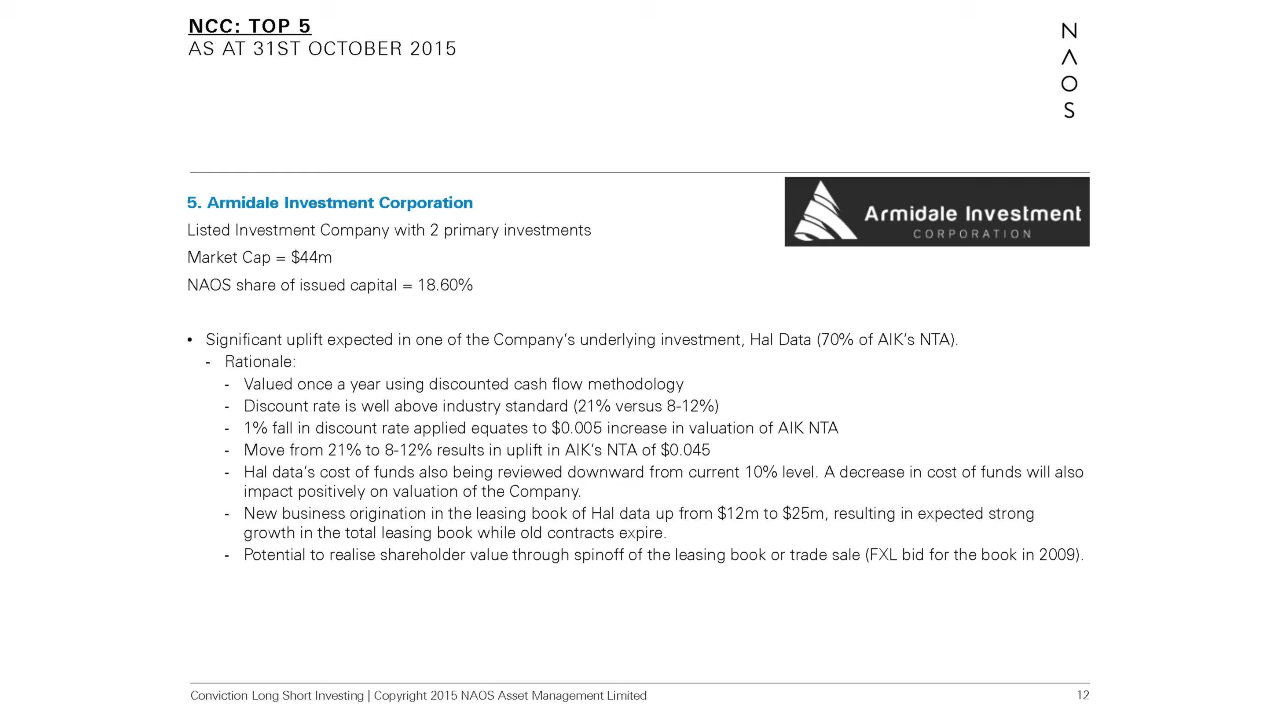 NCC: TOP 5
AS AT 31ST OCTOBER 2015
N
Λ
O
S
5. Armidale Investment Corporation
Armidale Investment
CORPORATION
Listed Investment Company with 2 primary investments
Market Cap = $44m
NAOS share of issued capital = 18.60%
• Significant uplift expected in one of the Company's underlying investment, Hal Data (70% of AIK's NTA).
- Rationale:
- Valued once a year using discounted cash flow methodology
- Discount rate is well above industry standard (21% versus 8-12%)
- 1% fall in discount rate applied equates to $0.005 increase in valuation of AIK NTA
- Move from 21% to 8-12% results in uplift in AIK's NTA of $0.045
- Hal data's cost of funds also being reviewed downward from current 10% level. A decrease in cost of funds will also
impact positively on valuation of the Company.
- New business origination in the leasing book of Hal data up from $12m to $25m, resulting in expected strong
growth in the total leasing book while old contracts expire.
- Potential to realise shareholder value through spinoff of the leasing book or trade sale (FXL bid for the book in 2009).
Conviction Long Short Investing | Copyright 2015 NAOS Asset Management Limited
12